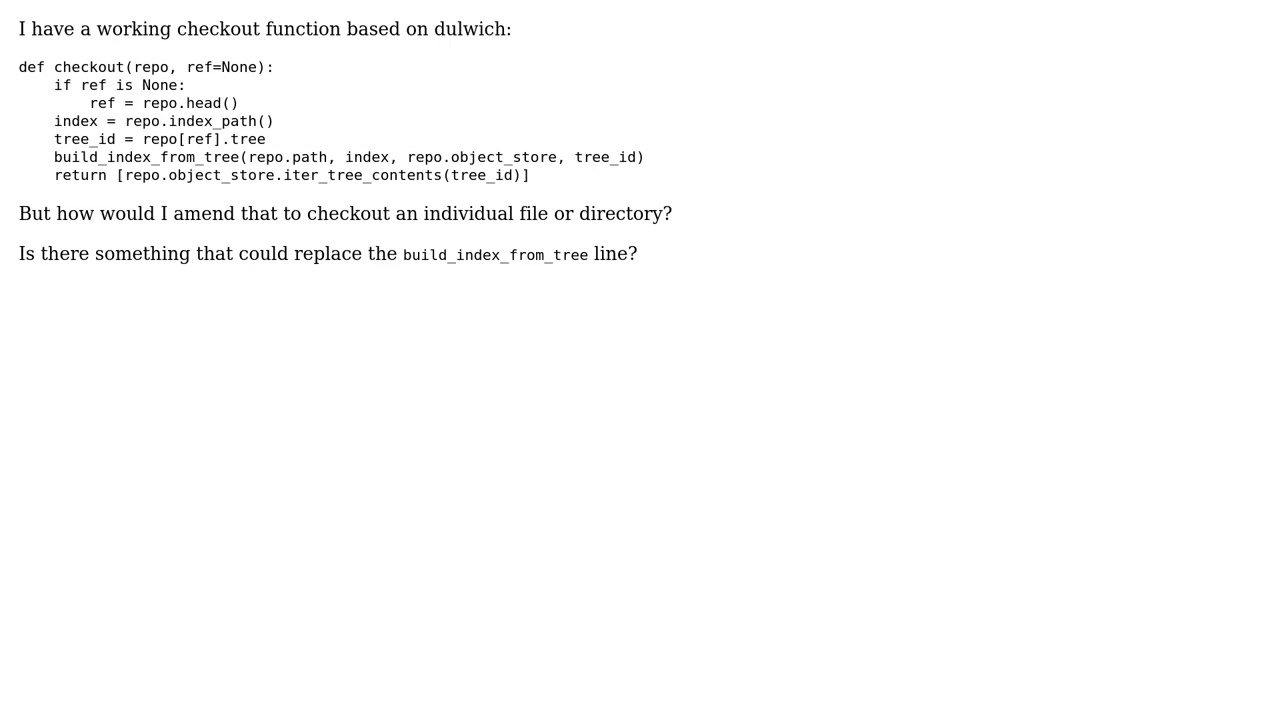 I have a working checkout function based on dulwich:
def checkout(repo, ref=None):
    if ref is None:
        ref = repo.head()
    index = repo.index_path()
    tree_id = repo[ref].tree
    build_index_from_tree(repo.path, index, repo.object_store, tree_id)
    return [repo.object_store.iter_tree_contents(tree_id)]
But how would I amend that to checkout an individual file or directory?
Is there something that could replace the build_index_from_tree line?